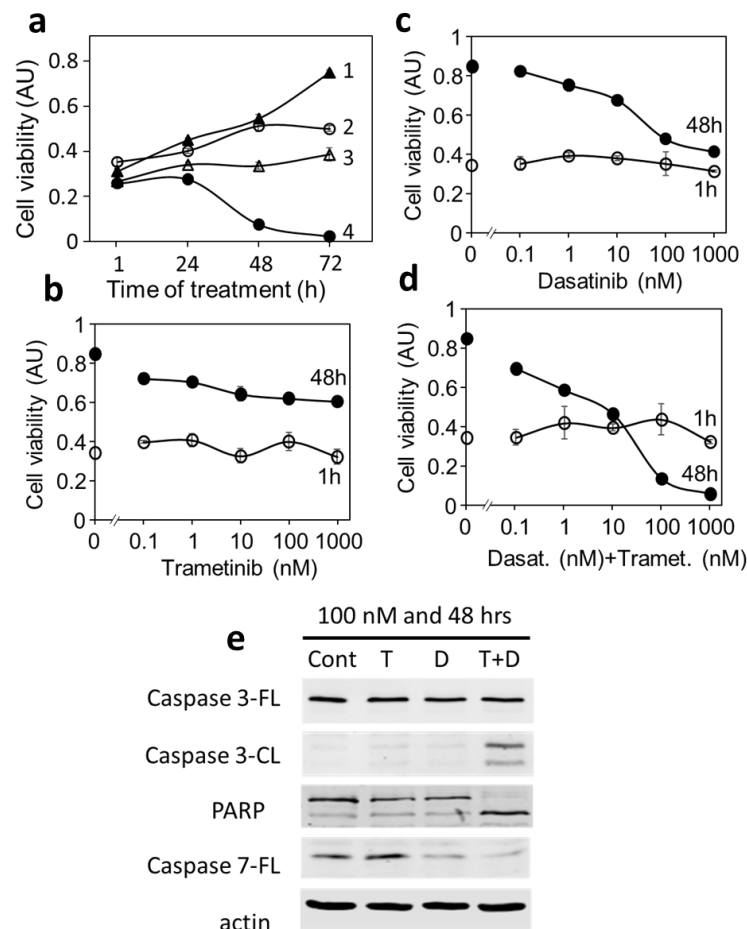 a
Cell viability (AU)
0.8
0.6
0.4
0.2
0
1
2
3
4
1 24 48 72
Time of treatment (h)
b
Cell viability (AU)
1
0.8
0.6
0.4
0.2
0
48h
1h
0 0.1 1 10 100 1000
Trametinib (nM)
c
Cell viability (AU)
1
0.8
0.6
0.4
0.2
0
48h
1h
0 0.1 1 10 100 1000
Dasatinib (nM)
d
Cell viability (AU)
1
0.8
0.6
0.4
0.2
0
1h
48h
0 0.1 1 10 100 1000
Dasat. (nM)+Tramet. (nM)
e
100 nM and 48 hrs
Cont T D T+D
Caspase 3-FL
Caspase 3-CL
PARP
Caspase 7-FL
actin